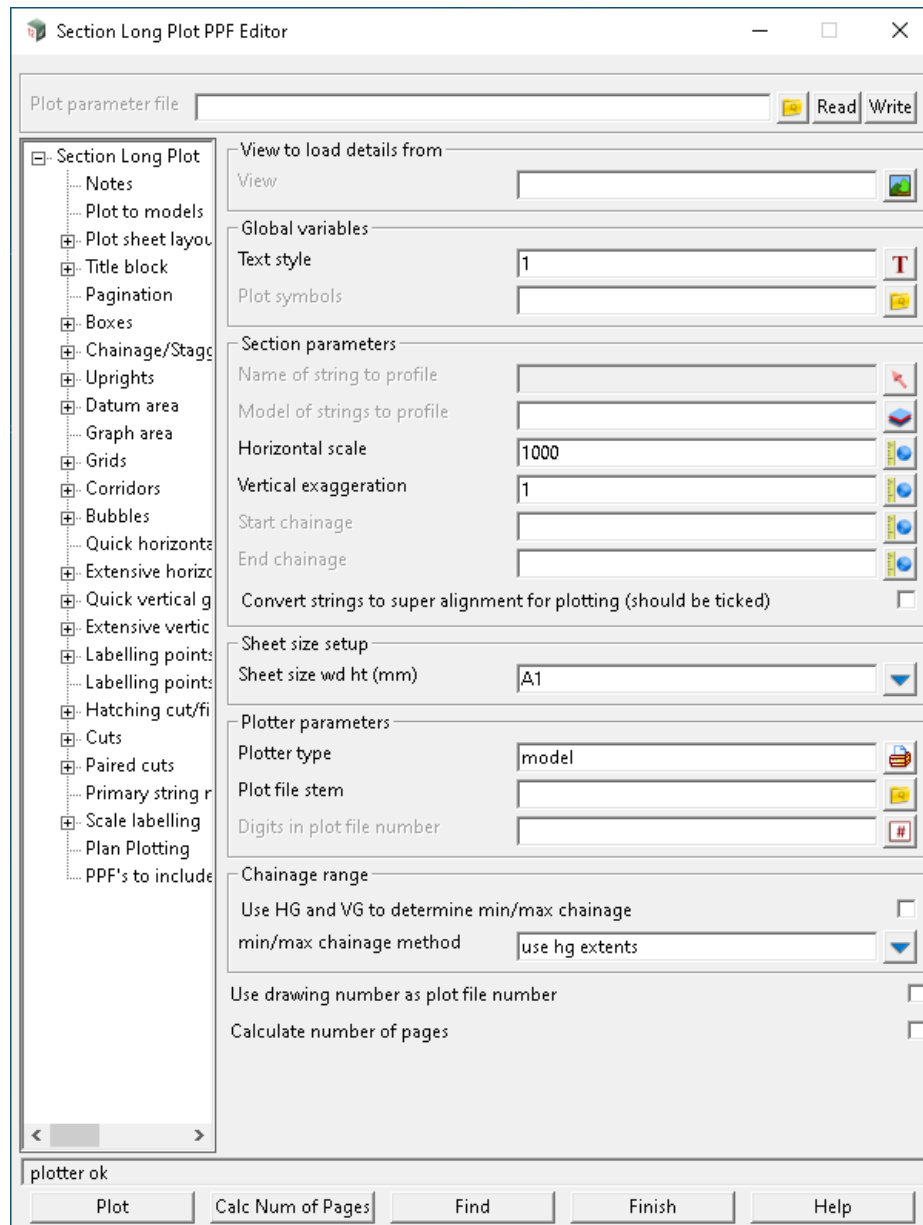 Section Long Plot PPF Editor
Plot parameter file
Read
Write
Section Long Plot
Notes
Plot to models
Plot sheet layou
Title block
Pagination
Boxes
Chainage/Stagg
Uprights
Datum area
Graph area
Grids
Corridors
Bubbles
Quick horizonta
Extensive horizo
Quick vertical g
Extensive vertic
Labelling points
Labelling points
Hatching cut/fi
Cuts
Paired cuts
Primary string r
Scale labelling
Plan Plotting
PPF's to include
View to load details from
View
Global variables
Text style 1 T
Plot symbols
Section parameters
Name of string to profile
Model of strings to profile
Horizontal scale 1000
Vertical exaggeration 1
Start chainage
End chainage
Convert strings to super alignment for plotting (should be ticked)
Sheet size setup
Sheet size wd ht (mm) A1
Plotter parameters
Plotter type model
Plot file stem
Digits in plot file number #
Chainage range
Use HG and VG to determine min/max chainage
min/max chainage method use hg extents
Use drawing number as plot file number
Calculate number of pages
plotter ok
Plot Calc Num of Pages Find Finish Help